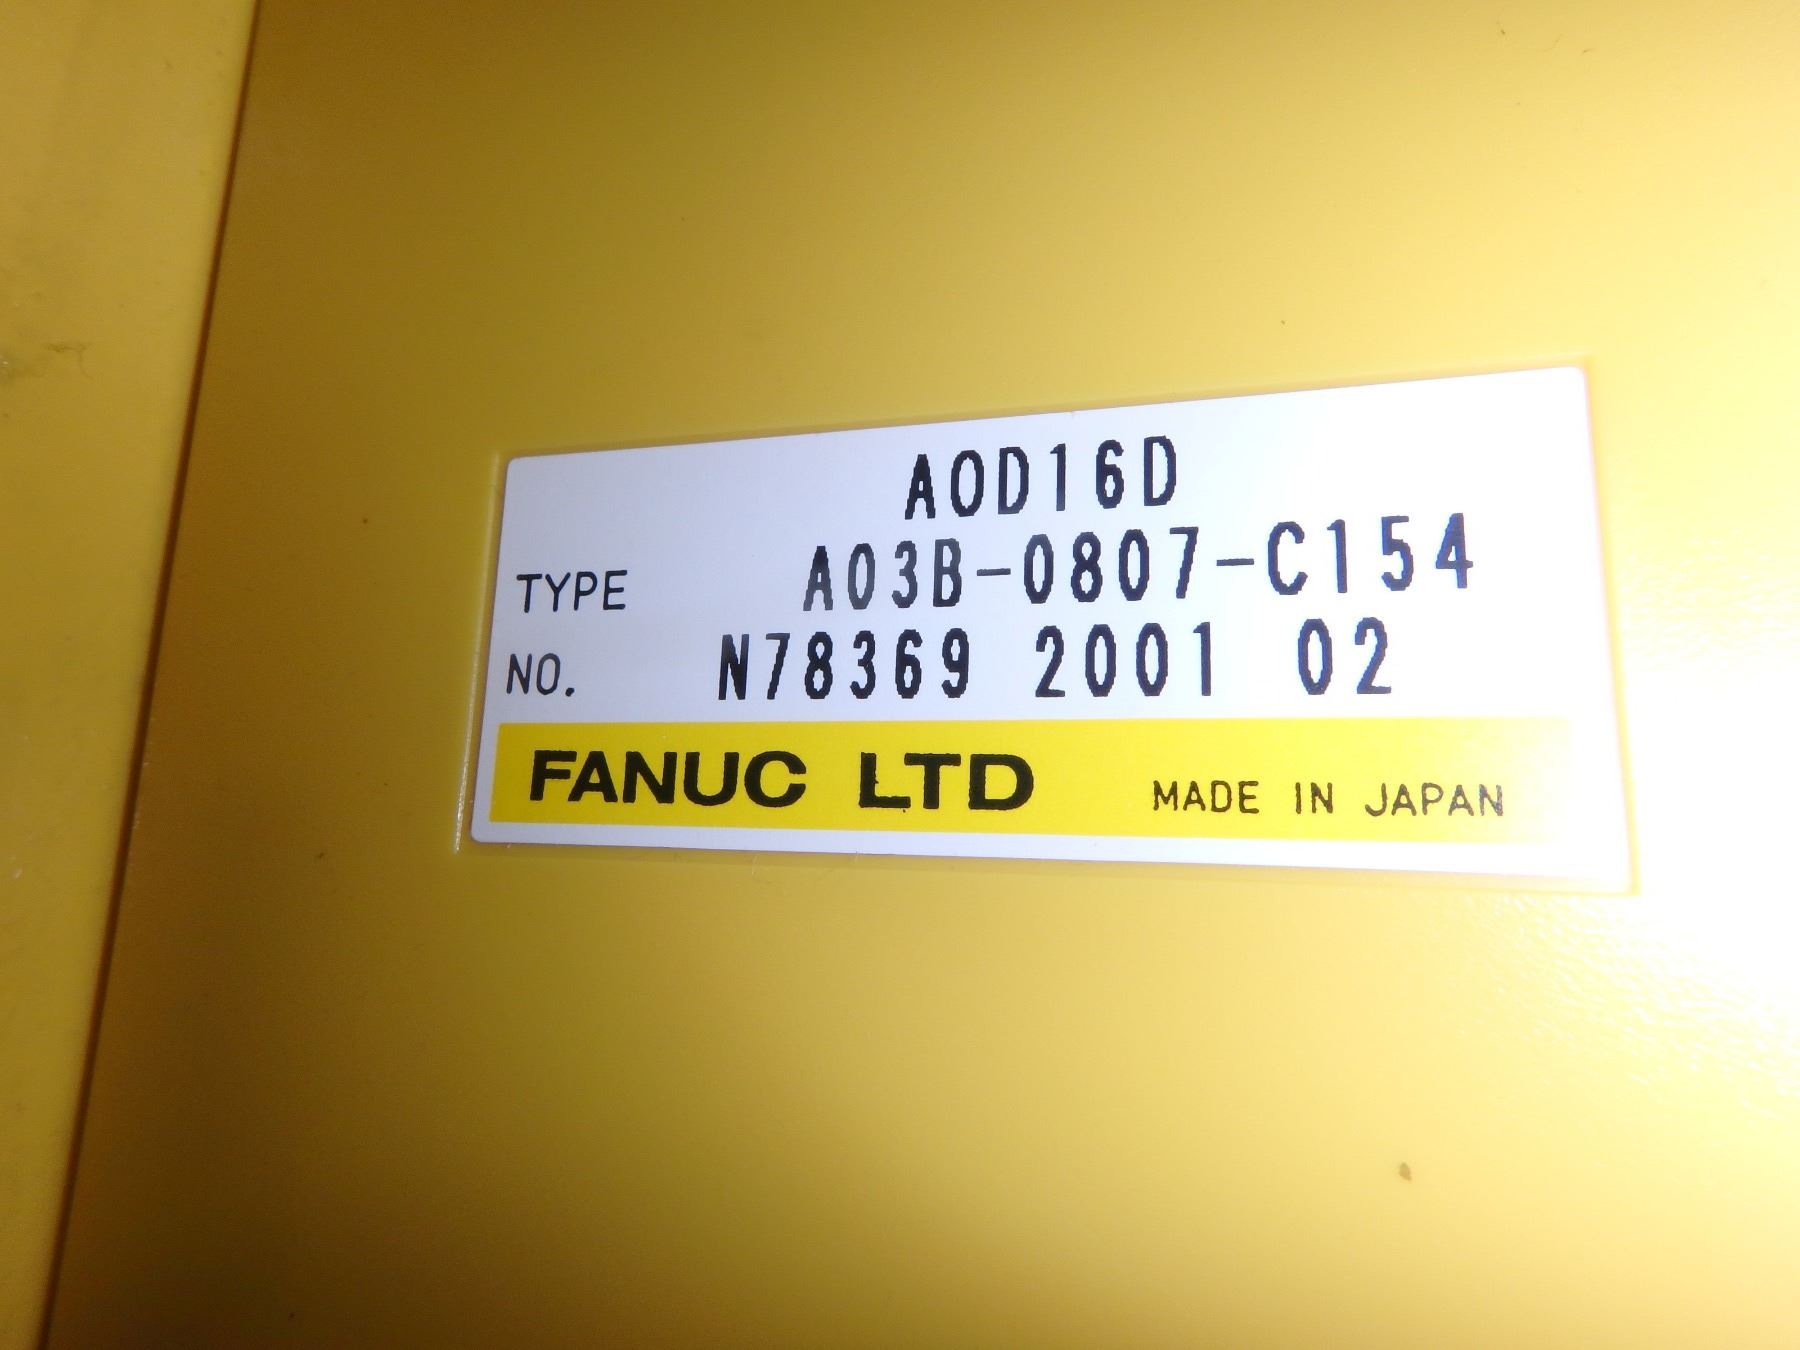 AOD16D
TYPE A03B-0807-C154
NO. N78369 2001 02
FANUC LTD MADE IN JAPAN